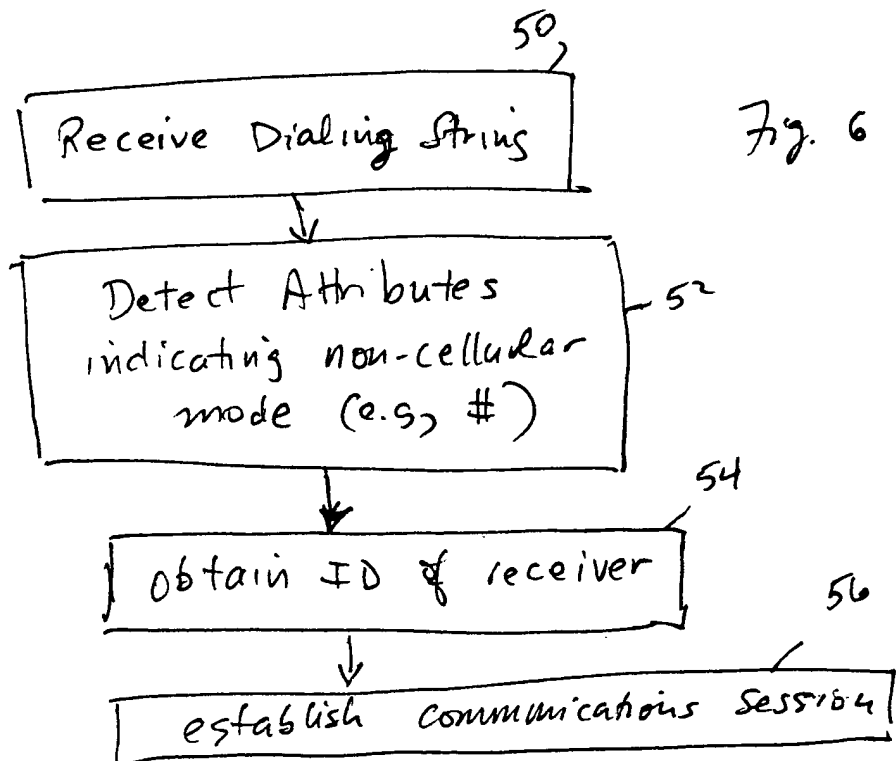 50
Receive Dialing String
Fig. 6
Detect Attributes
indicating non-cellular
mode (e.g, #)
52
54
obtain ID of receiver
56
establish communications session